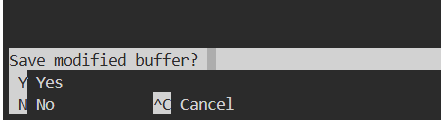 Save modified buffer?
Y Yes
N No ^C Cancel